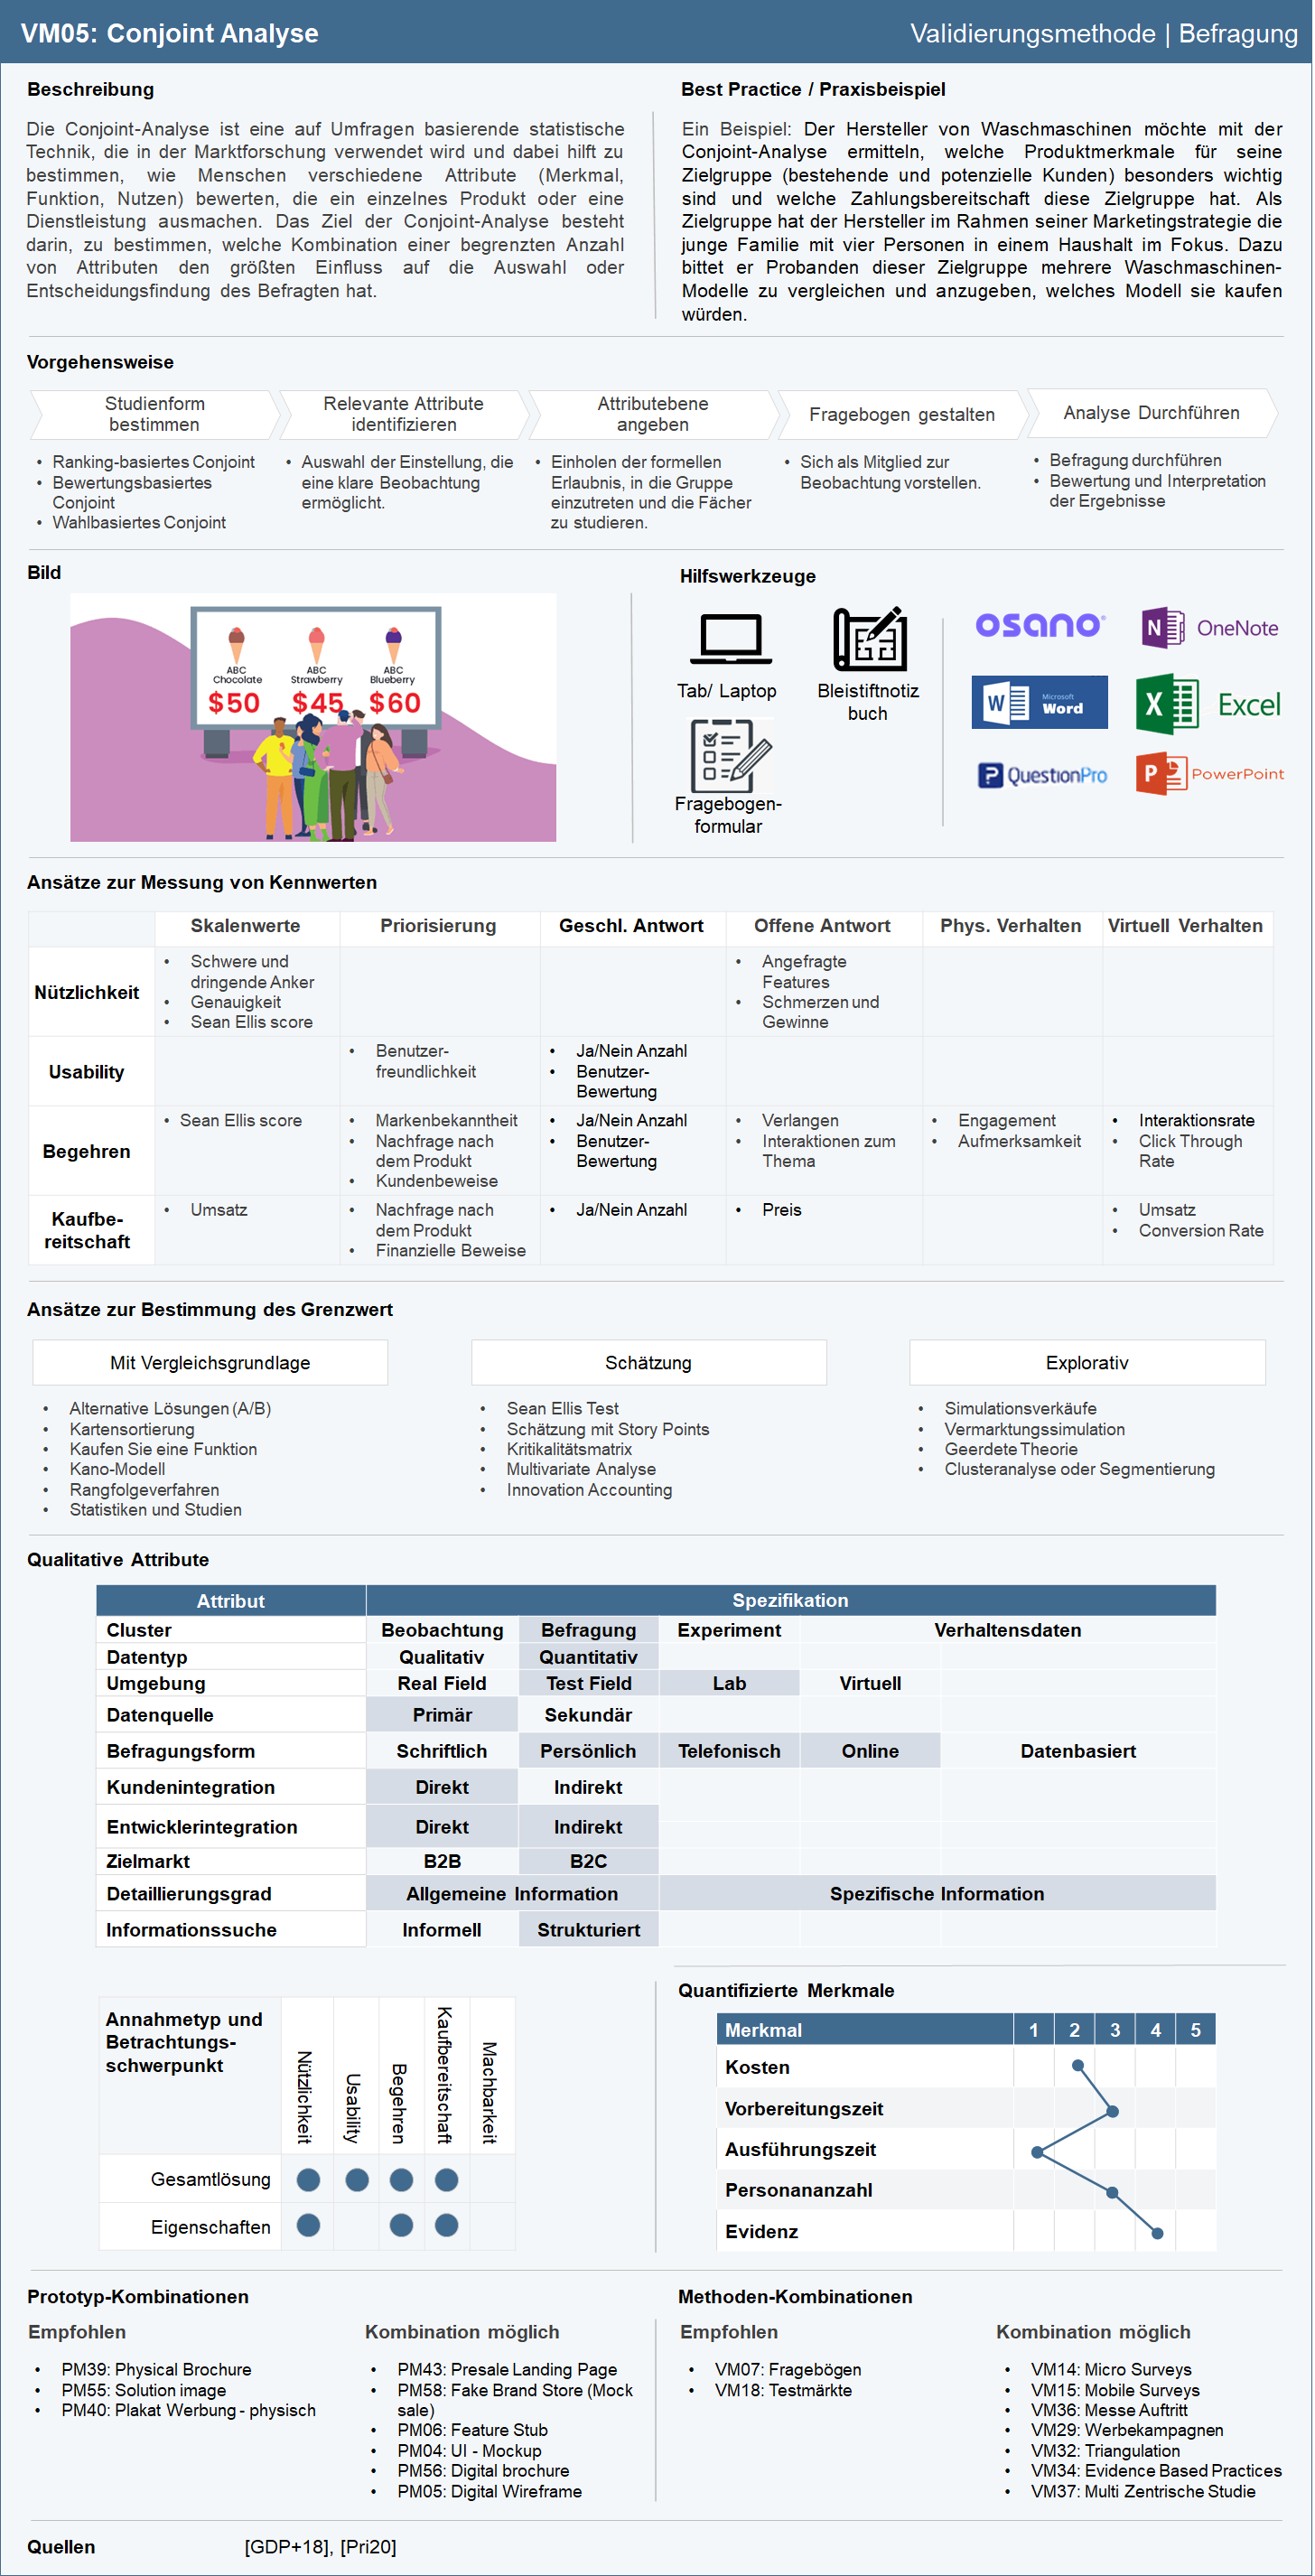 VM05: Conjoint Analyse
Validierungsmethode | Befragung
Beschreibung
Die Conjoint-Analyse ist eine auf Umfragen basierende statistische
Technik, die in der Marktforschung verwendet wird und dabei hilft zu
bestimmen, wie Menschen verschiedene Attribute (Merkmal,
Funktion, Nutzen) bewerten, die ein einzelnes Produkt oder eine
Dienstleistung ausmachen. Das Ziel der Conjoint-Analyse besteht
darin, zu bestimmen, welche Kombination einer begrenzten Anzahl
von Attributen den größten Einfluss auf die Auswahl oder
Entscheidungsfindung des Befragten hat.
Best Practice / Praxisbeispiel
Ein Beispiel: Der Hersteller von Waschmaschinen möchte mit der
Conjoint-Analyse ermitteln, welche Produktmerkmale für seine
Zielgruppe (bestehende und potenzielle Kunden) besonders wichtig
sind und welche Zahlungsbereitschaft diese Zielgruppe hat. Als
Zielgruppe hat der Hersteller im Rahmen seiner Marketingstrategie die
junge Familie mit vier Personen in einem Haushalt im Fokus. Dazu
bittet er Probanden dieser Zielgruppe mehrere Waschmaschinen-
Modelle zu vergleichen und anzugeben, welches Modell sie kaufen
würden.
Vorgehensweise
Studienform
bestimmen
• Ranking-basiertes Conjoint
• Bewertungsbasiertes
Conjoint
• Wahlbasiertes Conjoint
Relevante Attribute
identifizieren
• Auswahl der Einstellung, die
eine klare Beobachtung
ermöglicht.
Attributebene
angeben
• Einholen der formellen
Erlaubnis, in die Gruppe
einzutreten und die Fächer
zu studieren.
Fragebogen gestalten
• Sich als Mitglied zur
Beobachtung vorstellen.
Analyse Durchführen
• Befragung durchführen
• Bewertung und Interpretation
der Ergebnisse
Bild
ABC
Chocolate
$50
ABC
Strawberry
$45
ABC
Blueberry
$60
Hilfswerkzeuge
Tab/ Laptop
Bleistiftnotiz
buch
Fragebogen-
formular
osano
N OneNote
W Microsoft
Word
X Excel
P QuestionPro
P PowerPoint
Ansätze zur Messung von Kennwerten
Skalenwerte Priorisierung Geschl. Antwort Offene Antwort Phys. Verhalten Virtuell Verhalten
Nützlichkeit
• Schwere und
dringende Anker
• Genauigkeit
• Sean Ellis score
• Angefragte
Features
• Schmerzen und
Gewinne
Usability
• Benutzer-
freundlichkeit
• Ja/Nein Anzahl
• Benutzer-
Bewertung
Begehren
• Sean Ellis score
• Markenbekanntheit
• Nachfrage nach
dem Produkt
• Kundenbeweise
• Ja/Nein Anzahl
• Benutzer-
Bewertung
• Verlangen
• Interaktionen zum
Thema
• Engagement
• Aufmerksamkeit
• Interaktionsrate
• Click Through
Rate
Kaufbe-
reitschaft
• Umsatz
• Nachfrage nach
dem Produkt
• Finanzielle Beweise
• Ja/Nein Anzahl
• Preis
• Umsatz
• Conversion Rate
Ansätze zur Bestimmung des Grenzwert
Mit Vergleichsgrundlage
• Alternative Lösungen (A/B)
• Kartensortierung
• Kaufen Sie eine Funktion
• Kano-Modell
• Rangfolgeverfahren
• Statistiken und Studien
Schätzung
• Sean Ellis Test
• Schätzung mit Story Points
• Kritikalitätsmatrix
• Multivariate Analyse
• Innovation Accounting
Explorativ
• Simulationsverkäufe
• Vermarktungssimulation
• Geerdete Theorie
• Clusteranalyse oder Segmentierung
Qualitative Attribute
Attribut Spezifikation
Cluster Beobachtung Befragung Experiment Verhaltensdaten
Datentyp Qualitativ Quantitativ
Umgebung Real Field Test Field Lab Virtuell
Datenquelle Primär Sekundär
Befragungsform Schriftlich Persönlich Telefonisch Online Datenbasiert
Kundenintegration Direkt Indirekt
Entwicklerintegration Direkt Indirekt
Zielmarkt B2B B2C
Detaillierungsgrad Allgemeine Information Spezifische Information
Informationssuche Informell Strukturiert
Annahmetyp und
Betrachtungs-
schwerpunkt
Nützlichkeit
Usability
Begehren
Kaufbereitschaft
Machbarkeit
Gesamtlösung
Eigenschaften
Quantifizierte Merkmale
Merkmal 1 2 3 4 5
Kosten
Vorbereitungszeit
Ausführungszeit
Personananzahl
Evidenz
Prototyp-Kombinationen
Empfohlen
• PM39: Physical Brochure
• PM55: Solution image
• PM40: Plakat Werbung - physisch
Kombination möglich
• PM43: Presale Landing Page
• PM58: Fake Brand Store (Mock
sale)
• PM06: Feature Stub
• PM04: UI - Mockup
• PM56: Digital brochure
• PM05: Digital Wireframe
Methoden-Kombinationen
Empfohlen
• VM07: Fragebögen
• VM18: Testmärkte
Kombination möglich
• VM14: Micro Surveys
• VM15: Mobile Surveys
• VM36: Messe Auftritt
• VM29: Werbekampagnen
• VM32: Triangulation
• VM34: Evidence Based Practices
• VM37: Multi Zentrische Studie
Quellen [GDP+18], [Pri20]